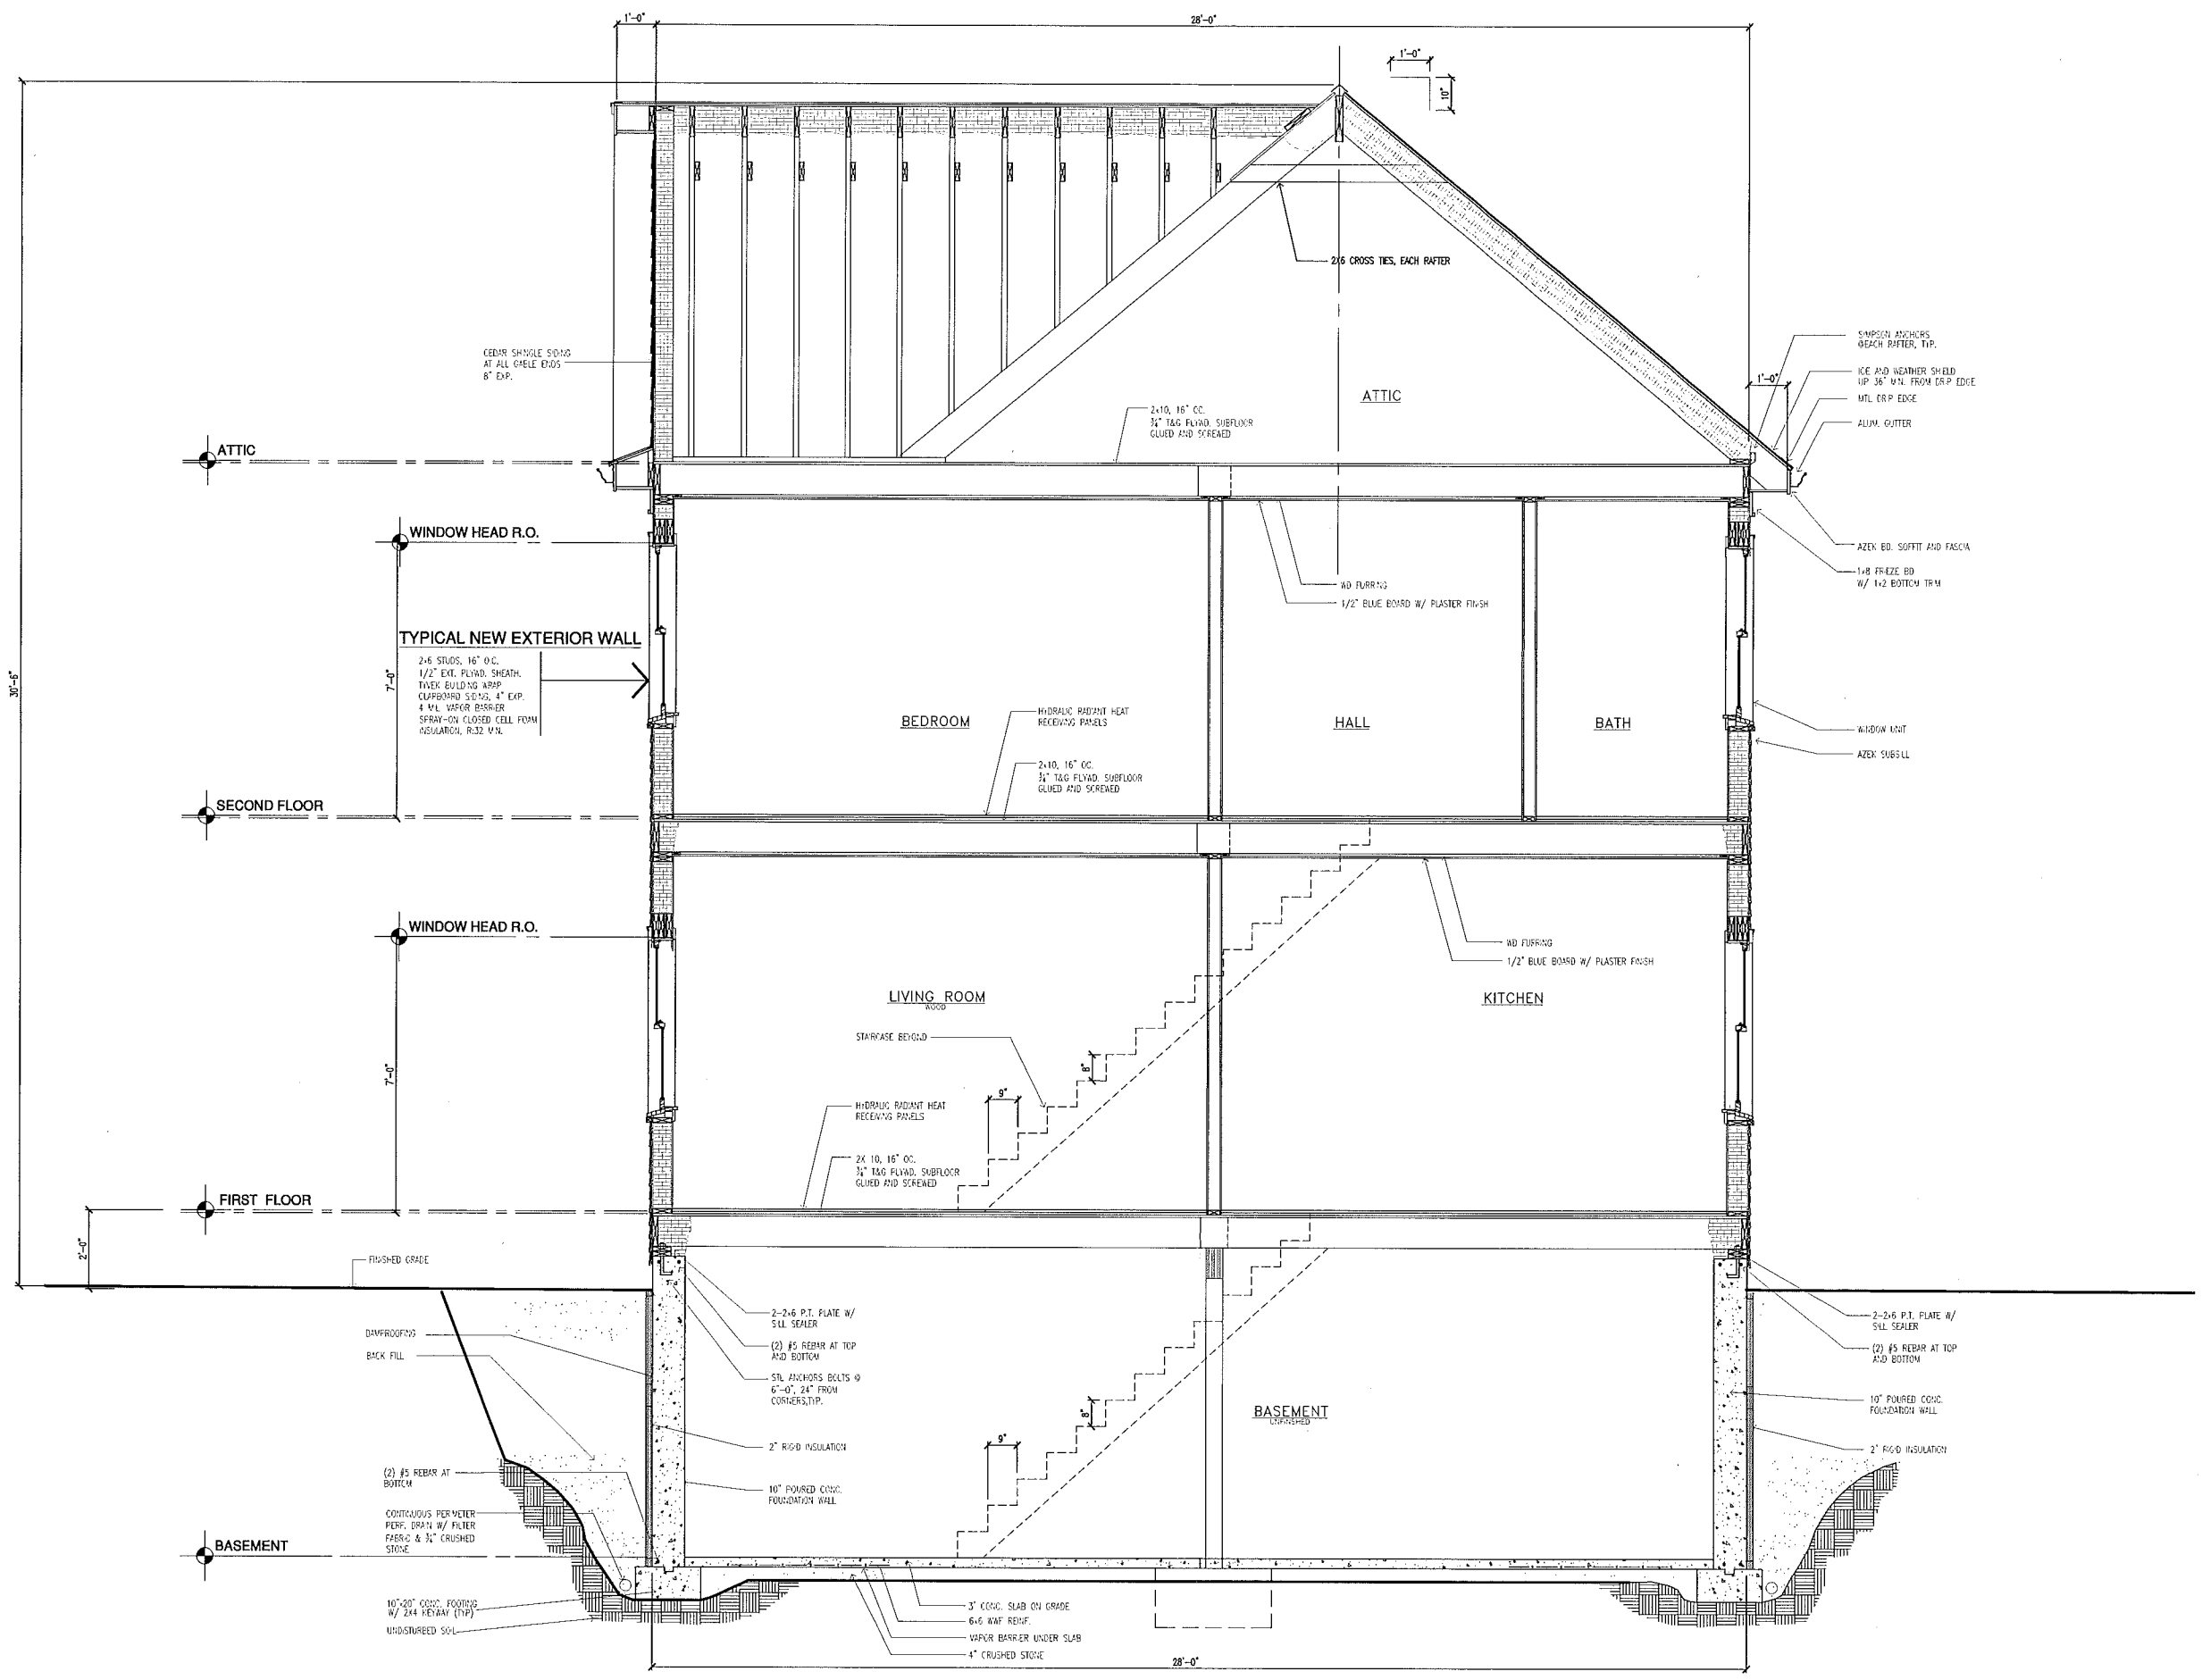 1'-0"
28'-0"
1'-0"
10"
2X6 CROSS TIES, EACH RAFTER
CEDAR SHINGLE SIDING
AT ALL GABLE ENDS
8" EXP.
SIMPSON ANCHORS
@EACH RAFTER, TYP.
1'-0"
ICE AND WEATHER SHIELD
UP 36" MIN. FROM DRIP EDGE
MTL DRIP EDGE
ALUM. GUTTER
ATTIC
2x10, 16" OC.
3/4" T&G PLYWD. SUBFLOOR
GLUED AND SCREWED
ATTIC
WINDOW HEAD R.O.
AZEK BD. SOFFIT AND FASCIA
1x8 FRIEZE BD
W/ 1x2 BOTTOM TRIM
WD FURRING
1/2" BLUE BOARD W/ PLASTER FINISH
TYPICAL NEW EXTERIOR WALL
2x6 STUDS, 16" O.C.
1/2" EXT. PLYWD. SHEATH.
TYVEK BUILDING WRAP
CLAPBOARD SIDING, 4" EXP.
4 MIL VAPOR BARRIER
SPRAY-ON CLOSED CELL FOAM
INSULATION, R:32 MIN.
7'-0"
30'-6"
BEDROOM
HYDRALIC RADIANT HEAT
RECEIVING PANELS
HALL
BATH
WINDOW UNIT
AZEK SUBSILL
2x10, 16" OC.
3/4" T&G PLYWD. SUBFLOOR
GLUED AND SCREWED
SECOND FLOOR
WINDOW HEAD R.O.
WD FURRING
1/2" BLUE BOARD W/ PLASTER FINISH
LIVING ROOM
WOOD
KITCHEN
STAIRCASE BEYOND
7'-0"
8"
9"
HYDRALIC RADIANT HEAT
RECEIVING PANELS
2X 10, 16" OC.
3/4" T&G PLYWD. SUBFLOOR
GLUED AND SCREWED
FIRST FLOOR
2'-0"
FINISHED GRADE
2-2x6 P.T. PLATE W/
SILL SEALER
(2) #5 REBAR AT TOP
AND BOTTOM
STL ANCHORS BOLTS @
6'-0", 24" FROM
CORNERS,TYP.
DAMPROOFING
BACK FILL
2-2x6 P.T. PLATE W/
SILL SEALER
(2) #5 REBAR AT TOP
AND BOTTOM
10" POURED CONC.
FOUNDATION WALL
2" RIGID INSULATION
BASEMENT
UNFINISHED
8"
9"
2" RIGID INSULATION
10" POURED CONC.
FOUNDATION WALL
(2) #5 REBAR AT
BOTTOM
CONTINUOUS PERIMETER
PERF. DRAIN W/ FILTER
FABRIC & 3/4" CRUSHED
STONE
BASEMENT
10"x20" CONC. FOOTING
W/ 2X4 KEYWAY (TYP)
UNDISTURBED SOIL
3" CONC. SLAB ON GRADE
6x6 WWF REINF.
VAPOR BARRIER UNDER SLAB
4" CRUSHED STONE
28'-0"